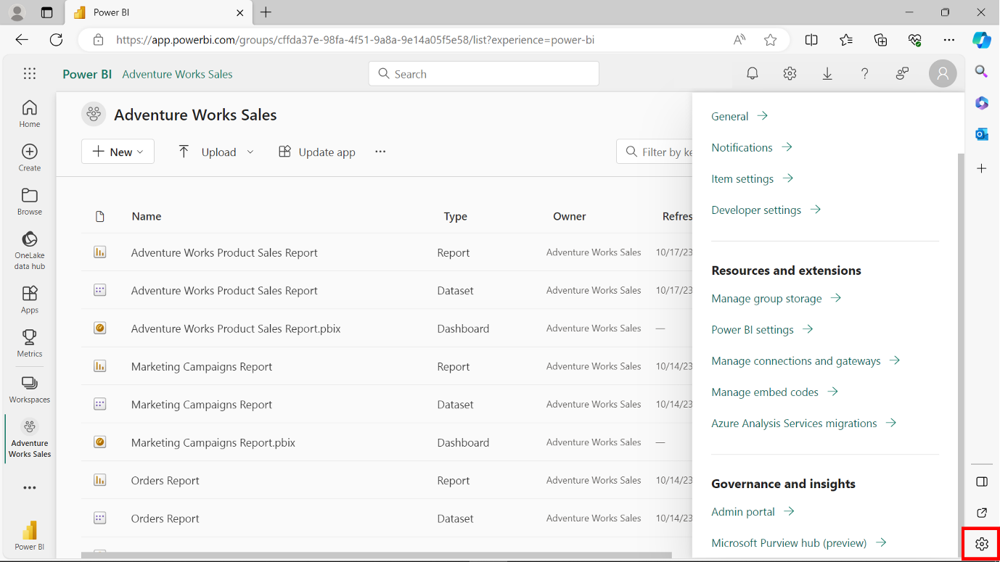 Power BI
https://app.powerbi.com/groups/cffda37e-98fa-4f51-9a8a-9e14a05f5e58/list?experience=power-bi
Power BI Adventure Works Sales
Search
Home
Create
Browse
OneLake
data hub
Apps
Metrics
Workspaces
Adventure
Works Sales
Power BI
Adventure Works Sales
New Upload Update app
Filter by ke
Name Type Owner Refres
Adventure Works Product Sales Report Report Adventure Works Sales 10/17/23
Adventure Works Product Sales Report Dataset Adventure Works Sales 10/17/23
Adventure Works Product Sales Report.pbix Dashboard Adventure Works Sales —
Marketing Campaigns Report Report Adventure Works Sales 10/14/23
Marketing Campaigns Report Dataset Adventure Works Sales 10/14/23
Marketing Campaigns Report.pbix Dashboard Adventure Works Sales —
Orders Report Report Adventure Works Sales 10/14/23
Orders Report Dataset Adventure Works Sales 10/14/23
General
Notifications
Item settings
Developer settings
Resources and extensions
Manage group storage
Power BI settings
Manage connections and gateways
Manage embed codes
Azure Analysis Services migrations
Governance and insights
Admin portal
Microsoft Purview hub (preview)